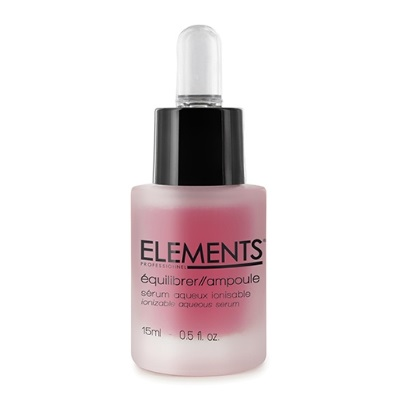 ELEMENTS
PROFESSIONNEL
équilibrer//ampoule
sérum aqueux ionisable
ionizable aqueous serum
15ml - 0.5 fl. oz.